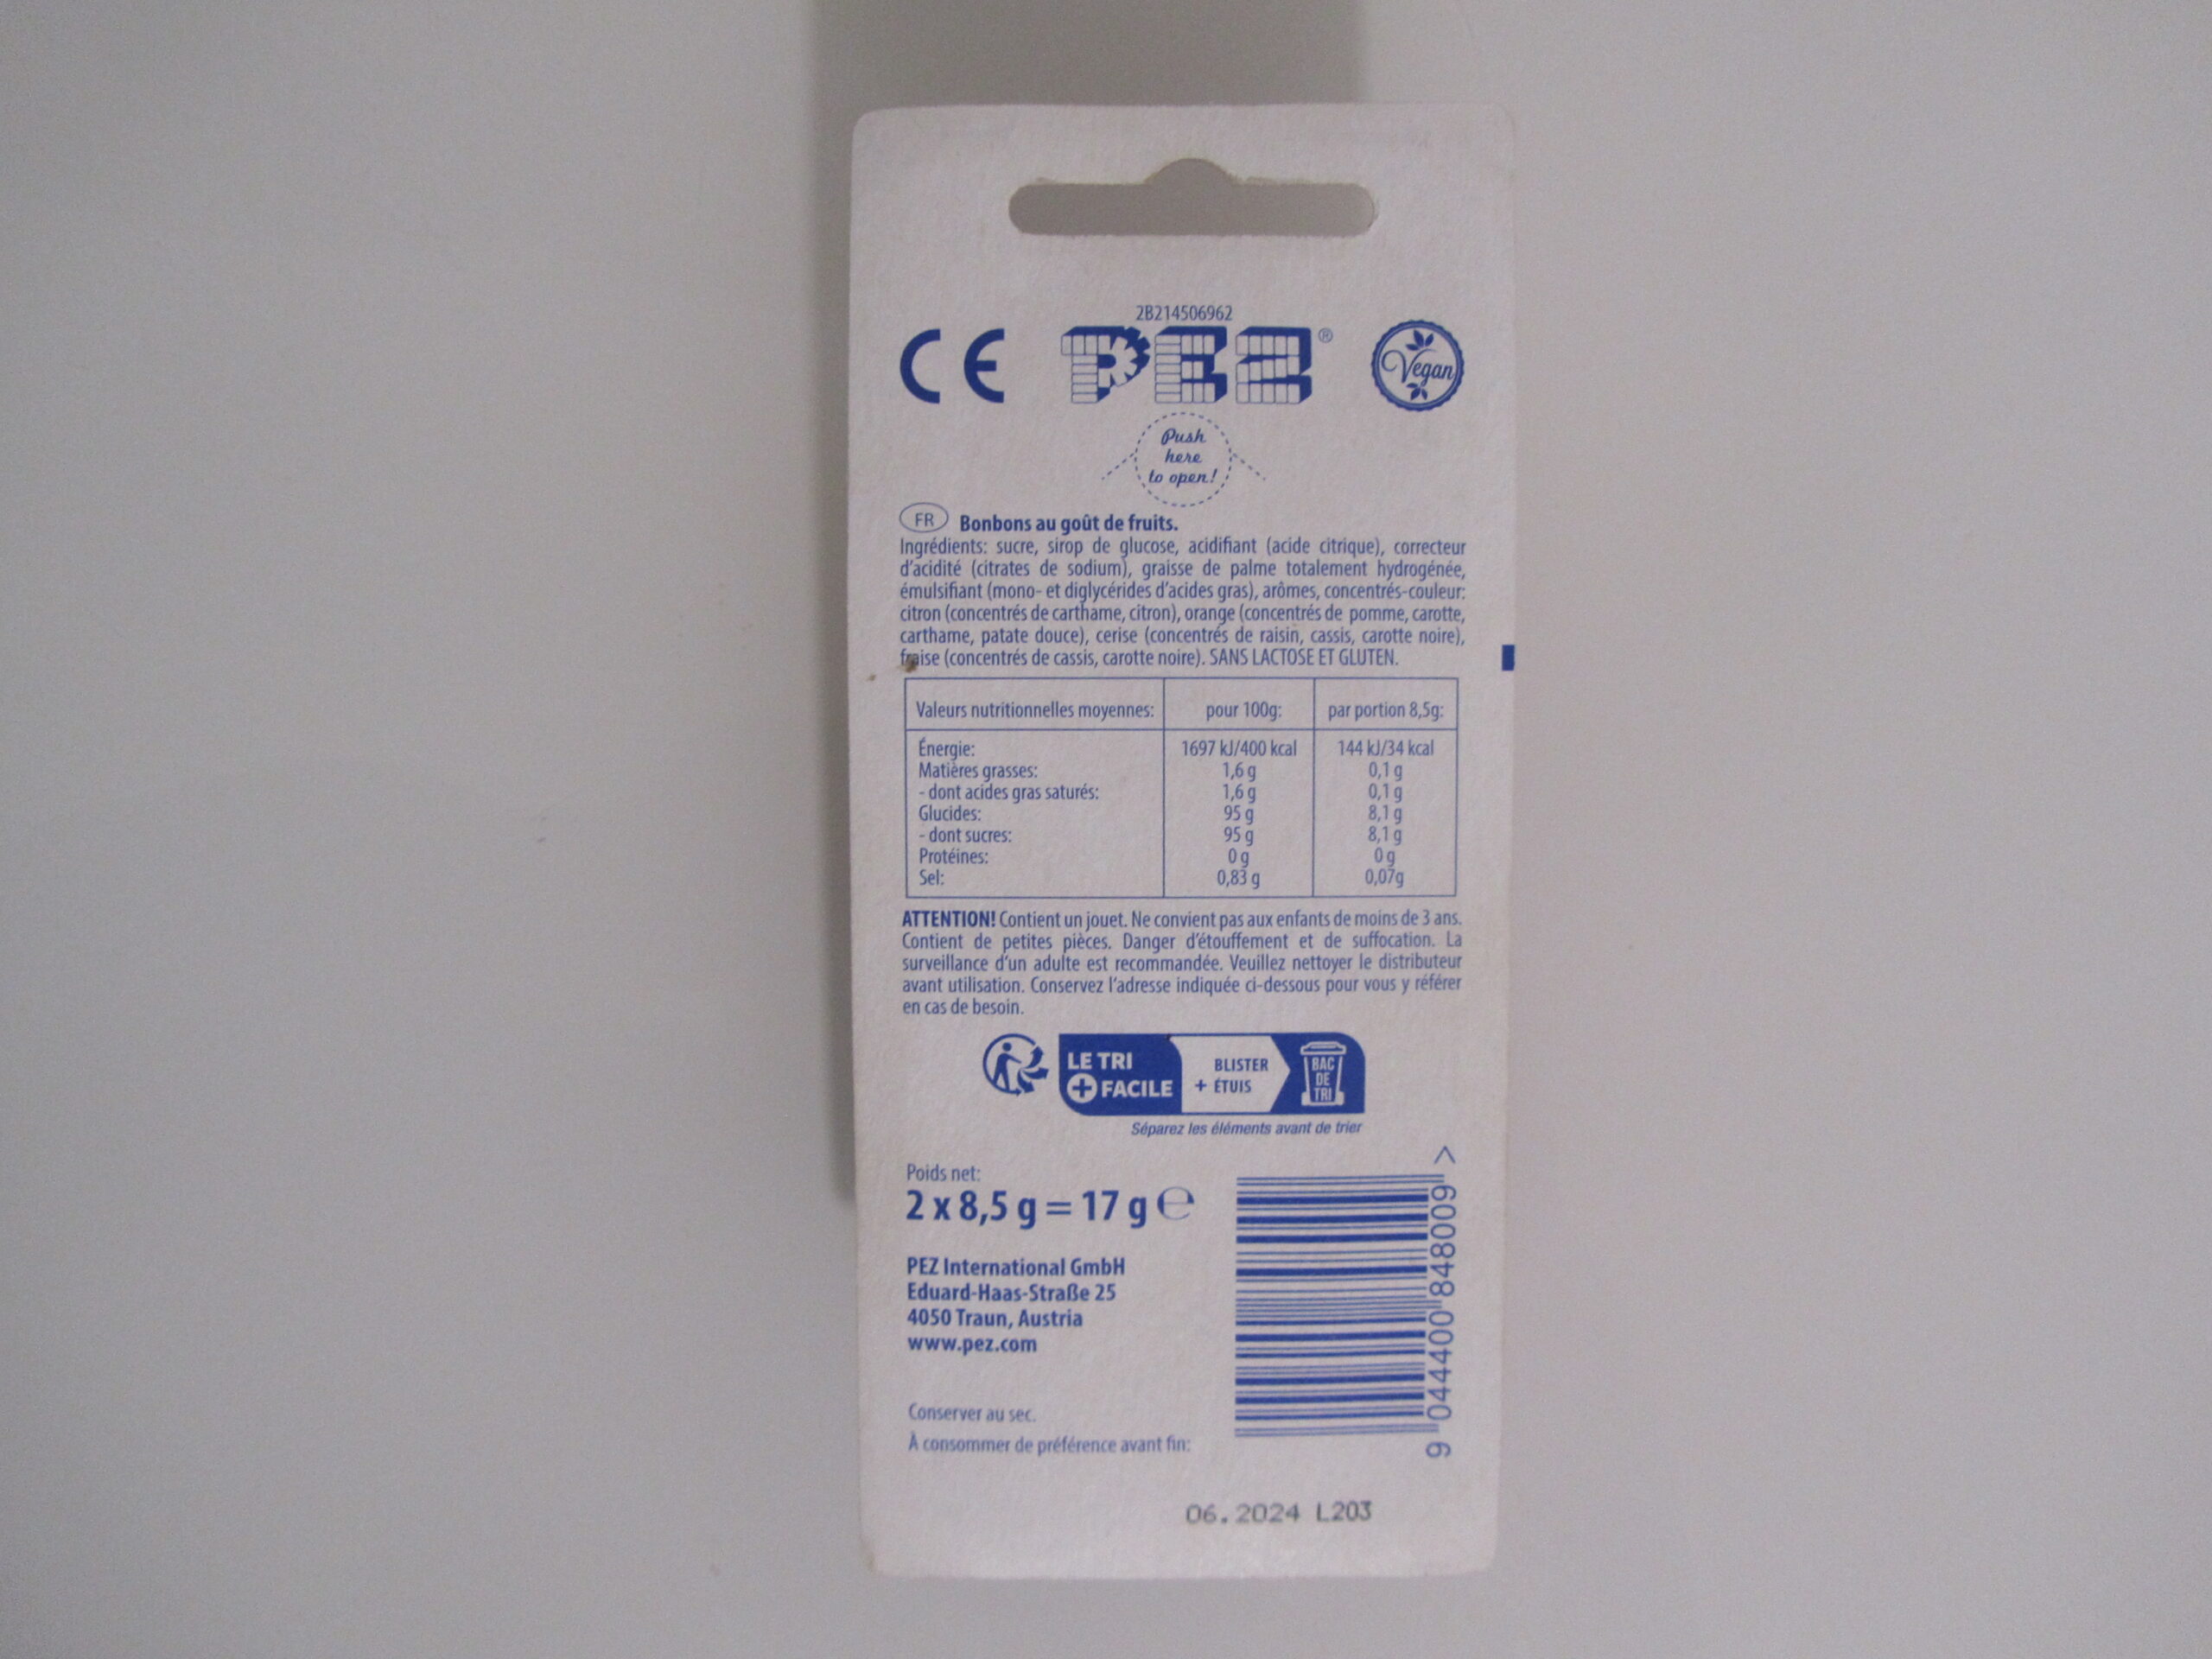 2B214506962
CE PEZ® Vegan
Push
here
to open!
FR Bonbons au goût de fruits.
Ingrédients: sucre, sirop de glucose, acidifiant (acide citrique), correcteur
d'acidité (citrates de sodium), graisse de palme totalement hydrogénée,
émulsifiant (mono- et diglycérides d'acides gras), arômes, concentrés-couleur:
citron (concentrés de carthame, citron), orange (concentrés de pomme, carotte,
carthame, patate douce), cerise (concentrés de raisin, cassis, carotte noire),
fraise (concentrés de cassis, carotte noire). SANS LACTOSE ET GLUTEN.
Valeurs nutritionnelles moyennes: pour 100g: par portion 8,5g:
Énergie: 1697 kJ/400 kcal 144 kJ/34 kcal
Matières grasses: 1,6 g 0,1 g
- dont acides gras saturés: 1,6 g 0,1 g
Glucides: 95 g 8,1 g
- dont sucres: 95 g 8,1 g
Protéines: 0 g 0 g
Sel: 0,83 g 0,07g
ATTENTION! Contient un jouet. Ne convient pas aux enfants de moins de 3 ans.
Contient de petites pièces. Danger d'étouffement et de suffocation. La
surveillance d'un adulte est recommandée. Veuillez nettoyer le distributeur
avant utilisation. Conservez l'adresse indiquée ci-dessous pour vous y référer
en cas de besoin.
LE TRI
+ FACILE
BLISTER
+ ÉTUIS
BAC
DE
TRI
Séparez les éléments avant de trier
Poids net:
2 x 8,5 g = 17 g ℮
PEZ International GmbH
Eduard-Haas-Straße 25
4050 Traun, Austria
www.pez.com
Conserver au sec.
À consommer de préférence avant fin:
9 044400 848009 >
06.2024 L203